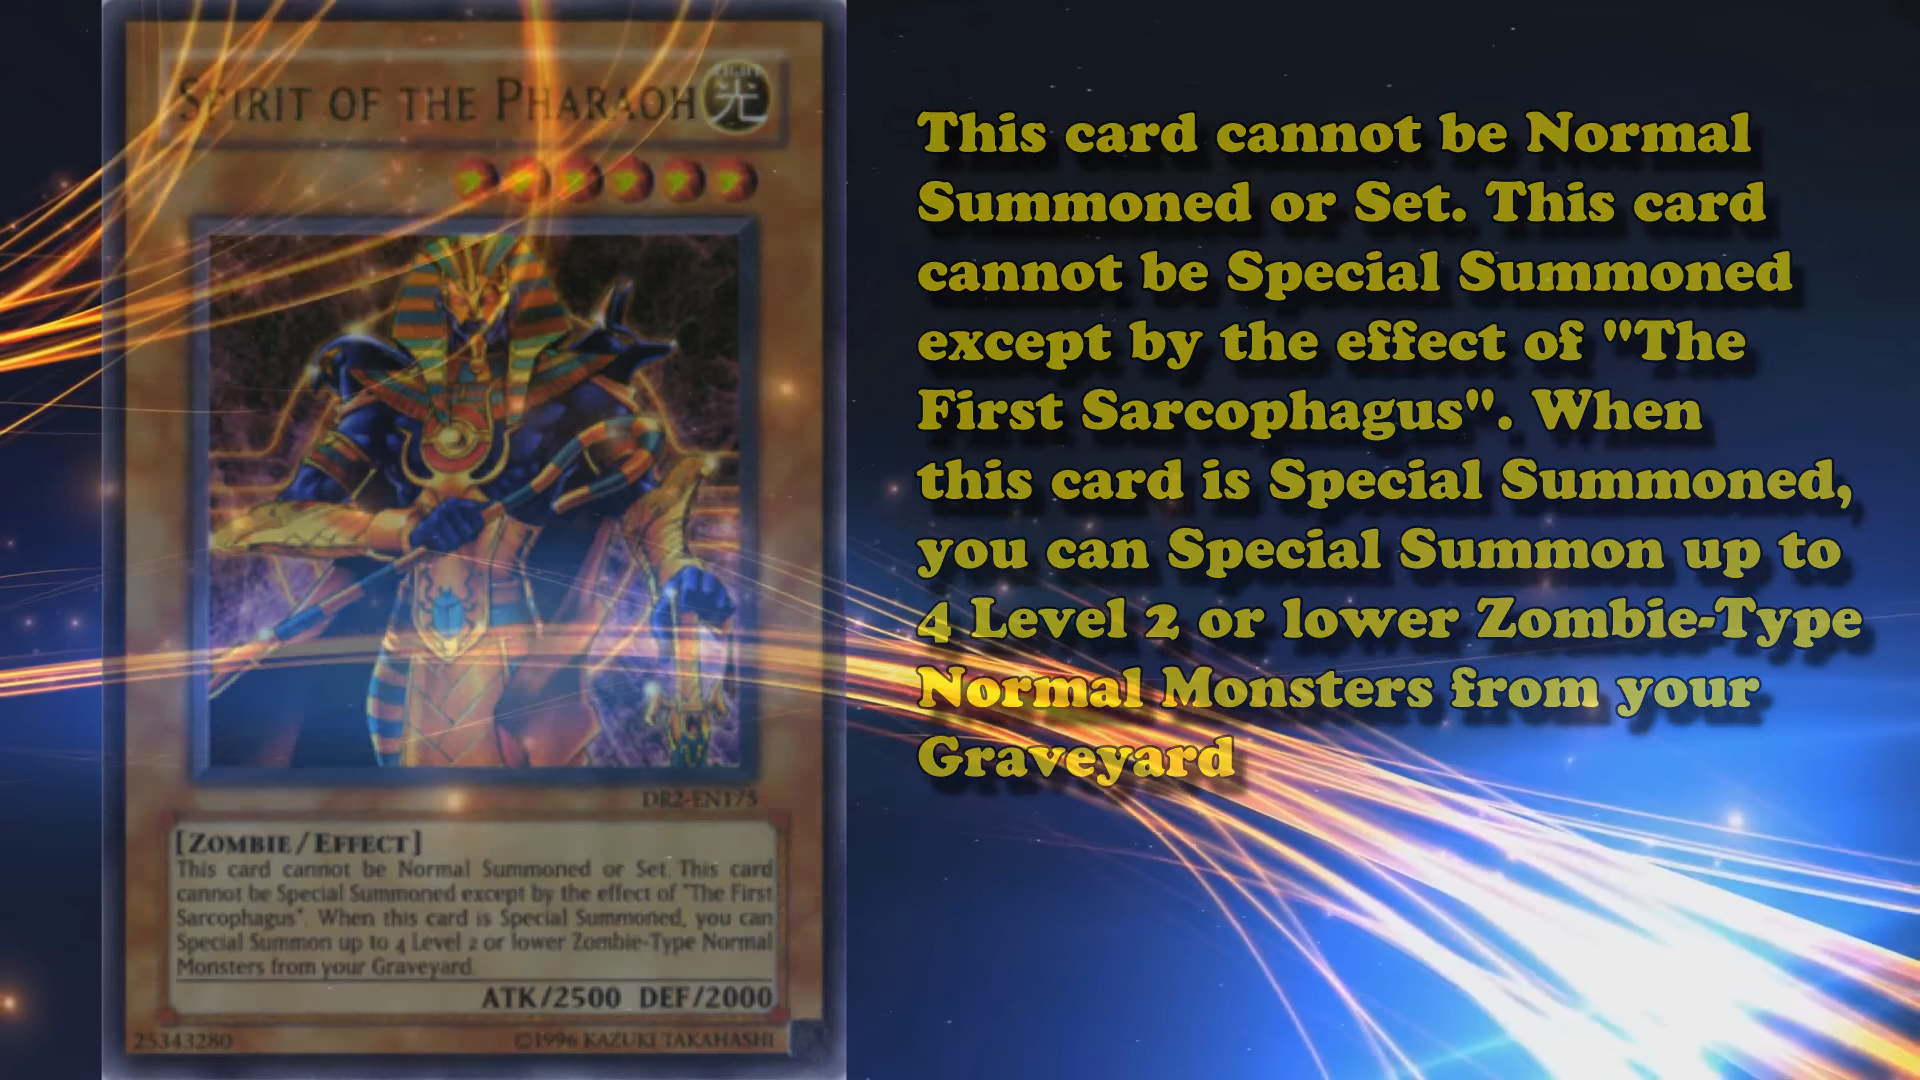 SPIRIT OF THE PHARAOH
LIGHT
光
DR2-EN175
[ZOMBIE/EFFECT]
This card cannot be Normal Summoned or Set. This card
cannot be Special Summoned except by the effect of "The First
Sarcophagus". When this card is Special Summoned, you can
Special Summon up to 4 Level 2 or lower Zombie-Type Normal
Monsters from your Graveyard.
ATK/2500 DEF/2000
25343280
©1996 KAZUKI TAKAHASHI
This card cannot be Normal
Summoned or Set. This card
cannot be Special Summoned
except by the effect of "The
First Sarcophagus". When
this card is Special Summoned,
you can Special Summon up to
4 Level 2 or lower Zombie-Type
Normal Monsters from your
Graveyard